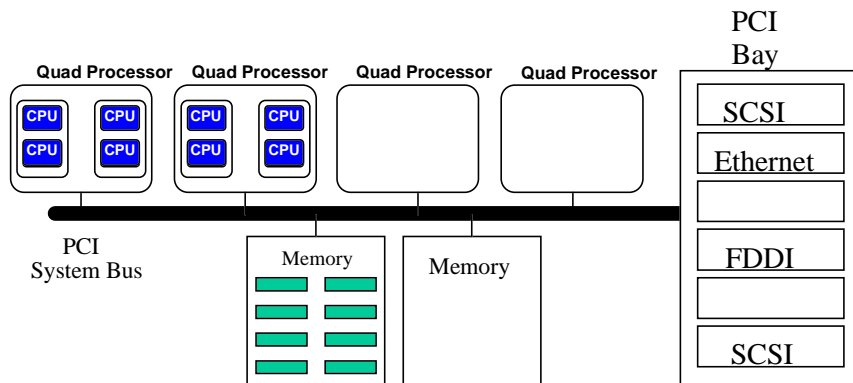 PCI
Bay
Quad Processor
Quad Processor
Quad Processor
Quad Processor
CPU
CPU
CPU
CPU
CPU
CPU
CPU
CPU
SCSI
Ethernet
FDDI
SCSI
PCI
System Bus
Memory
Memory